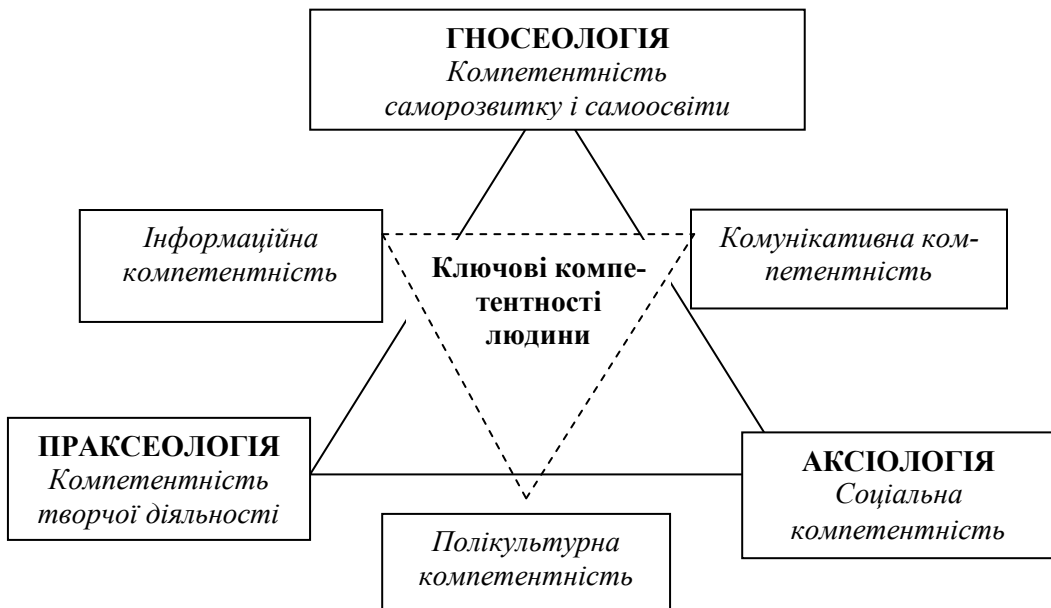 ГНОСЕОЛОГІЯ
Компетентність
саморозвитку і самоосвіти
Інформаційна
компетентність
Ключові компе-
тентності
людини
Комунікативна ком-
петентність
ПРАКСЕОЛОГІЯ
Компетентність
творчої діяльності
АКСІОЛОГІЯ
Соціальна
компетентність
Полікультурна
компетентність